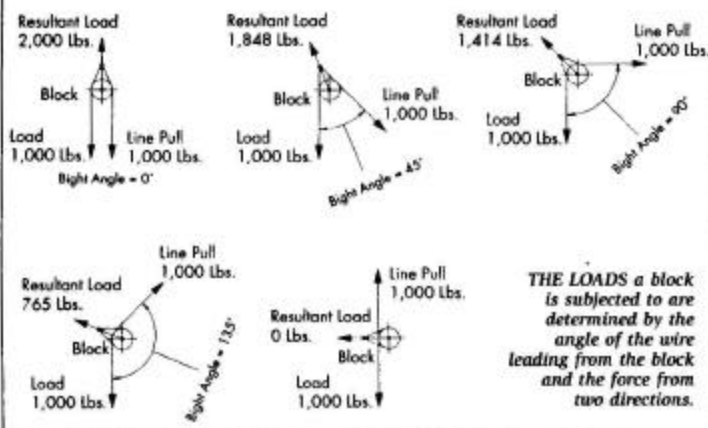 Resultant Load
2,000 Lbs.
Block
Load
1,000 Lbs.
Line Pull
1,000 Lbs.
Bight Angle = 0°
Resultant Load
1,848 Lbs.
Block
Line Pull
1,000 Lbs.
Load
1,000 Lbs.
Bight Angle = 45°
Resultant Load
1,414 Lbs.
Line Pull
1,000 Lbs.
Block
Load
1,000 Lbs.
Bight Angle = 90°
Line Pull
1,000 Lbs.
Resultant Load
765 Lbs.
Block
Load
1,000 Lbs.
Bight Angle = 135°
Line Pull
1,000 Lbs.
Resultant Load
0 Lbs.
Block
Load
1,000 Lbs.
THE LOADS a block
is subjected to are
determined by the
angle of the wire
leading from the block
and the force from
two directions.